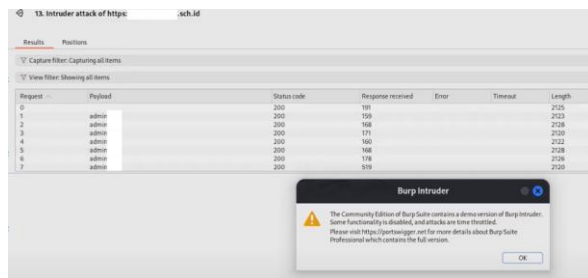 13. Intruder attack of https: .sch.id
Results Positions
Capture filter: Capturing all items
View filter: Showing all items
Request Payload Status code Response received Error Timeout Length
0 200 191 2125
1 admin 200 159 2123
2 admin 200 168 2128
3 admin 200 171 2120
4 admin 200 160 2122
5 admin 200 168 2128
6 admin 200 178 2126
7 admin 200 519 2120
Burp Intruder
The Community Edition of Burp Suite contains a demo version of Burp Intruder.
Some functionality is disabled, and attacks are time throttled.
Please visit https://portswigger.net for more details about Burp Suite
Professional which contains the full version.
OK